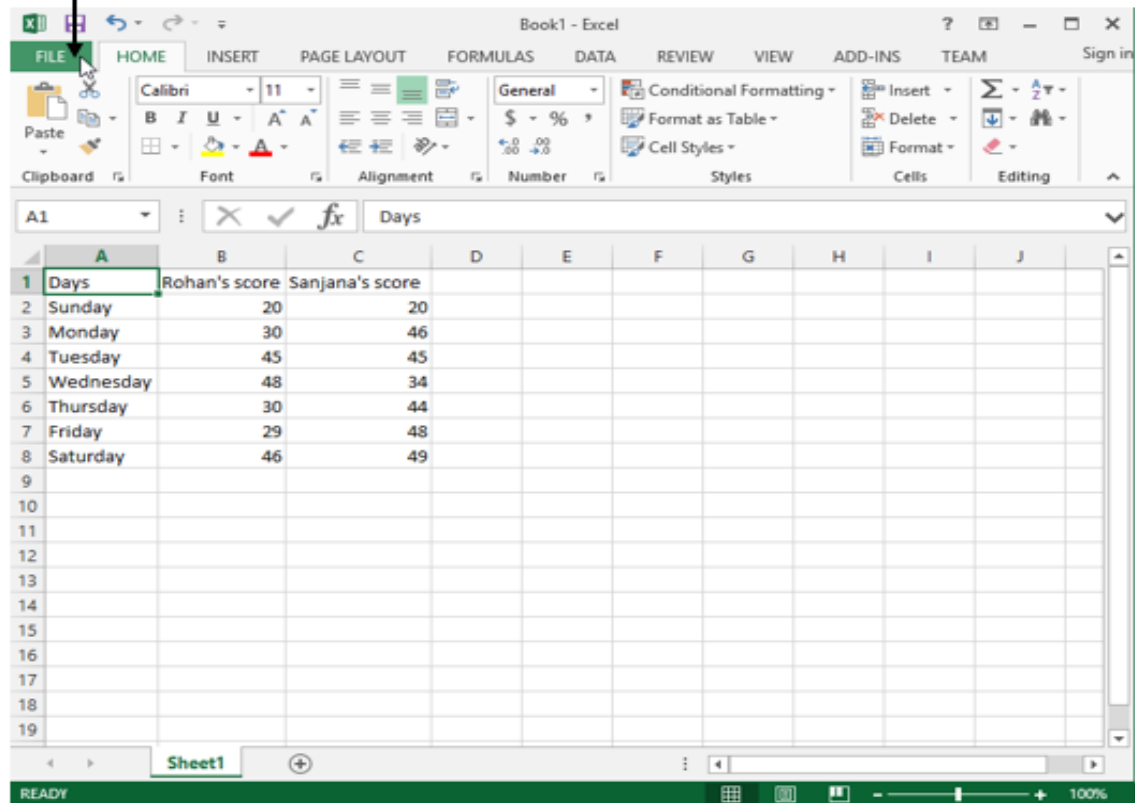 Book1 - Excel
FILE HOME INSERT PAGE LAYOUT FORMULAS DATA REVIEW VIEW ADD-INS TEAM Sign in
Calibri 11 General Conditional Formatting Insert
Paste B I U A A $ % , Format as Table Delete
A .00 .00 Cell Styles Format
Clipboard Font Alignment Number Styles Cells Editing
A1 fx Days
A B C D E F G H I J
1 Days Rohan's score Sanjana's score
2 Sunday 20 20
3 Monday 30 46
4 Tuesday 45 45
5 Wednesday 48 34
6 Thursday 30 44
7 Friday 29 48
8 Saturday 46 49
9
10
11
12
13
14
15
16
17
18
19
Sheet1
READY 100%